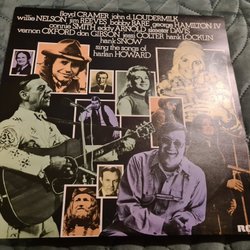 floyd CRAMER john d. LOUDERMILK
willie NELSON jim REEVES bobby BARE george HAMILTON IV
connie SMITH eddy ARNOLD skeeter DAVIS
vernon OXFORD don GIBSON jessi COLTER hank LOCKLIN
hank SNOW
sing the songs of
harlan HOWARD